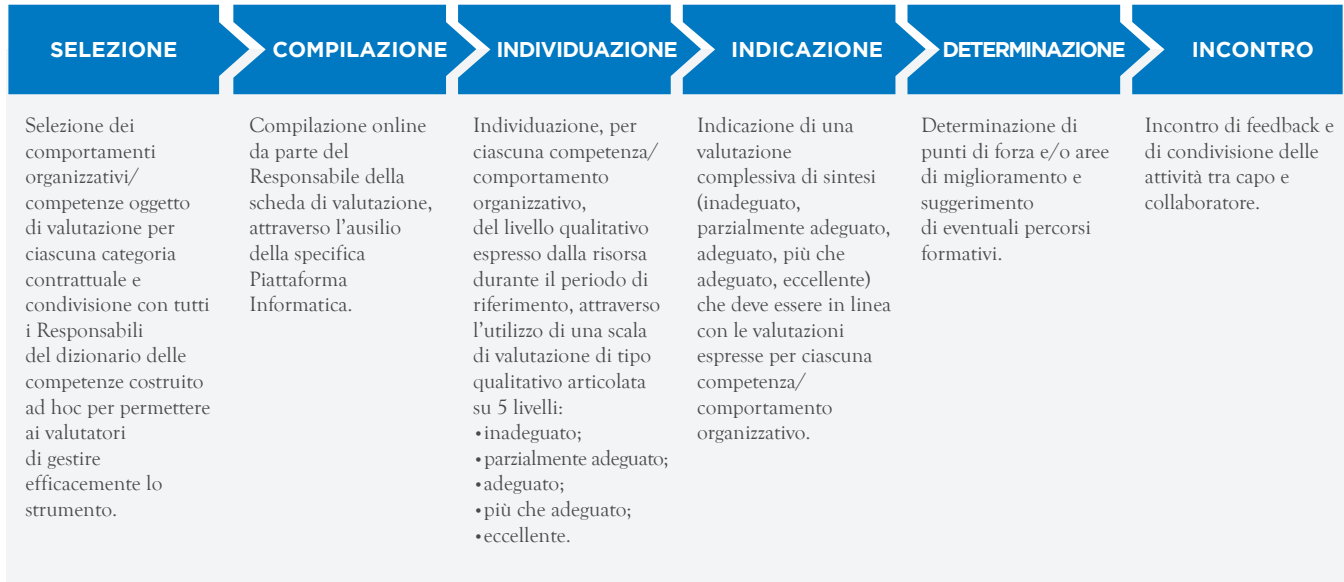 SELEZIONE
Selezione dei
comportamenti
organizzativi/
competenze oggetto
di valutazione per
ciascuna categoria
contrattuale e
condivisione con tutti
i Responsabili
del dizionario delle
competenze costruito
ad hoc per permettere
ai valutatori
di gestire
efficacemente lo
strumento.
COMPILAZIONE
Compilazione online
da parte del
Responsabile della
scheda di valutazione,
attraverso l'ausilio
della specifica
Piattaforma
Informatica.
INDIVIDUAZIONE
Individuazione, per
ciascuna competenza/
comportamento
organizzativo,
del livello qualitativo
espresso dalla risorsa
durante il periodo di
riferimento, attraverso
l'utilizzo di una scala
di valutazione di tipo
qualitativo articolata
su 5 livelli:
•inadeguato;
•parzialmente adeguato;
•adeguato;
•più che adeguato;
•eccellente.
INDICAZIONE
Indicazione di una
valutazione
complessiva di sintesi
(inadeguato,
parzialmente adeguato,
adeguato, più che
adeguato, eccellente)
che deve essere in linea
con le valutazioni
espresse per ciascuna
competenza/
comportamento
organizzativo.
DETERMINAZIONE
Determinazione di
punti di forza e/o aree
di miglioramento e
suggerimento
di eventuali percorsi
formativi.
INCONTRO
Incontro di feedback e
di condivisione delle
attività tra capo e
collaboratore.